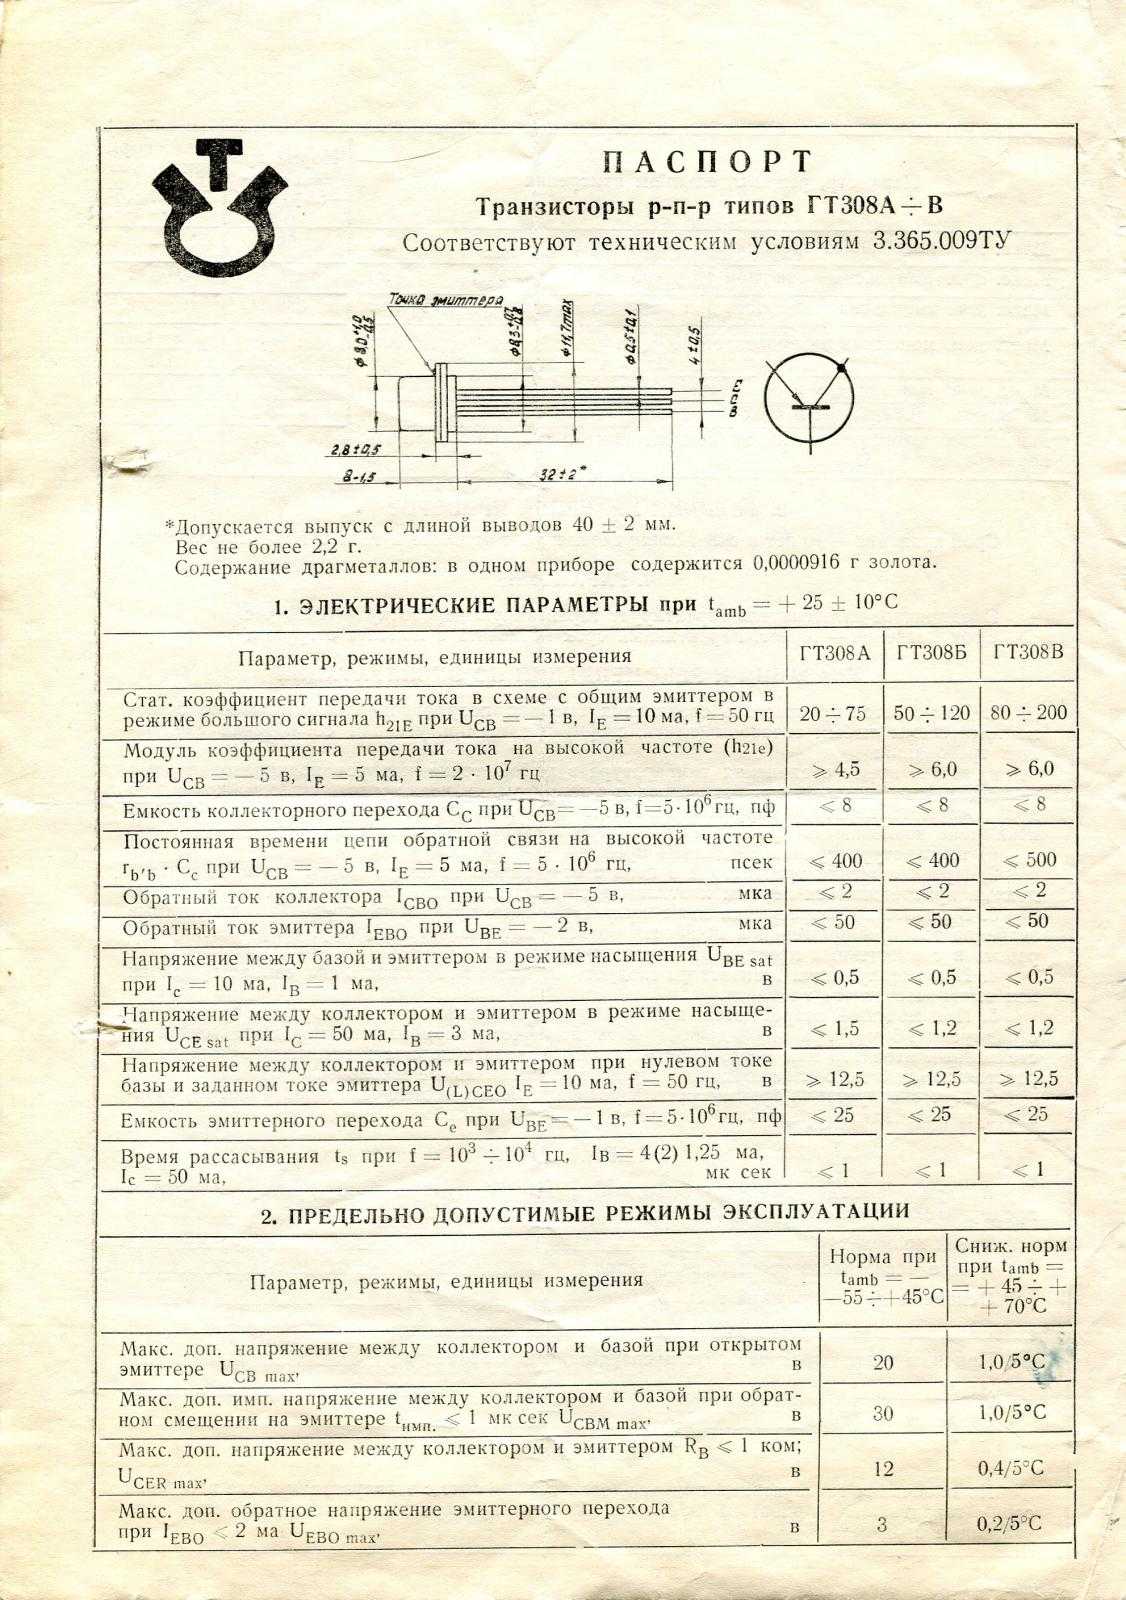 Т
ПАСПОРТ
Транзисторы р-п-р типов ГТ308А÷В
Соответствуют техническим условиям 3.365.009ТУ
Точка эмиттера
ф8,0+1,0-0,5
ф11,7max
ф0,5±0,1
4±0,5
E
C
B
2,8±0,5
8-1,5
32±2*
*Допускается выпуск с длиной выводов 40 ± 2 мм.
Вес не более 2,2 г.
Содержание драгметаллов: в одном приборе содержится 0,0000916 г золота.
1. ЭЛЕКТРИЧЕСКИЕ ПАРАМЕТРЫ при tamb = + 25 ± 10°С
Параметр, режимы, единицы измерения ГТ308А ГТ308Б ГТ308В
Стат. коэффициент передачи тока в схеме с общим эмиттером в
режиме большого сигнала h21E при UCB = — 1 в, IE = 10 ма, f = 50 гц 20÷75 50÷120 80÷200
Модуль коэффициента передачи тока на высокой частоте (h21e)
при UCB = — 5 в, IE = 5 ма, f = 2 · 10⁷ гц ⩾ 4,5 ⩾ 6,0 ⩾ 6,0
Емкость коллекторного перехода CC при UCB= —5 в, f=5·10⁶гц, пф ⩽ 8 ⩽ 8 ⩽ 8
Постоянная времени цепи обратной связи на высокой частоте
rb'b · Cc при UCB = — 5 в, IE = 5 ма, f = 5 · 10⁶ гц, псек ⩽ 400 ⩽ 400 ⩽ 500
Обратный ток коллектора ICBO при UCB = — 5 в, мка ⩽ 2 ⩽ 2 ⩽ 2
Обратный ток эмиттера IEBO при UBE = — 2 в, мка ⩽ 50 ⩽ 50 ⩽ 50
Напряжение между базой и эмиттером в режиме насыщения UBE sat
при Ic = 10 ма, IB = 1 ма, в ⩽ 0,5 ⩽ 0,5 ⩽ 0,5
Напряжение между коллектором и эмиттером в режиме насыще-
ния UCE sat при IC = 50 ма, IB = 3 ма, в ⩽ 1,5 ⩽ 1,2 ⩽ 1,2
Напряжение между коллектором и эмиттером при нулевом токе
базы и заданном токе эмиттера U(L)CEO IE = 10 ма, f = 50 гц, в ⩾ 12,5 ⩾ 12,5 ⩾ 12,5
Емкость эмиттерного перехода Ce при UBE= — 1 в, f=5·10⁶гц, пф ⩽ 25 ⩽ 25 ⩽ 25
Время рассасывания ts при f = 10³ ÷ 10⁴ гц, IB = 4(2) 1,25 ма,
Ic = 50 ма, мк сек ⩽ 1 ⩽ 1 ⩽ 1
2. ПРЕДЕЛЬНО ДОПУСТИМЫЕ РЕЖИМЫ ЭКСПЛУАТАЦИИ
Параметр, режимы, единицы измерения
Норма при
tamb = —
—55÷+45°С
Сниж. норм
при tamb =
= + 45 ÷ +
+ 70°С
Макс. доп. напряжение между коллектором и базой при открытом
эмиттере UCB max, в 20 1,0/5°С
Макс. доп. имп. напряжение между коллектором и базой при обрат-
ном смещении на эмиттере tимп. ⩽ 1 мк сек UCBM max, в 30 1,0/5°С
Макс. доп. напряжение между коллектором и эмиттером RB ⩽ 1 ком;
UCER max, в 12 0,4/5°С
Макс. доп. обратное напряжение эмиттерного перехода
при IEBO ⩽ 2 ма UEBO max, в 3 0,2/5°С